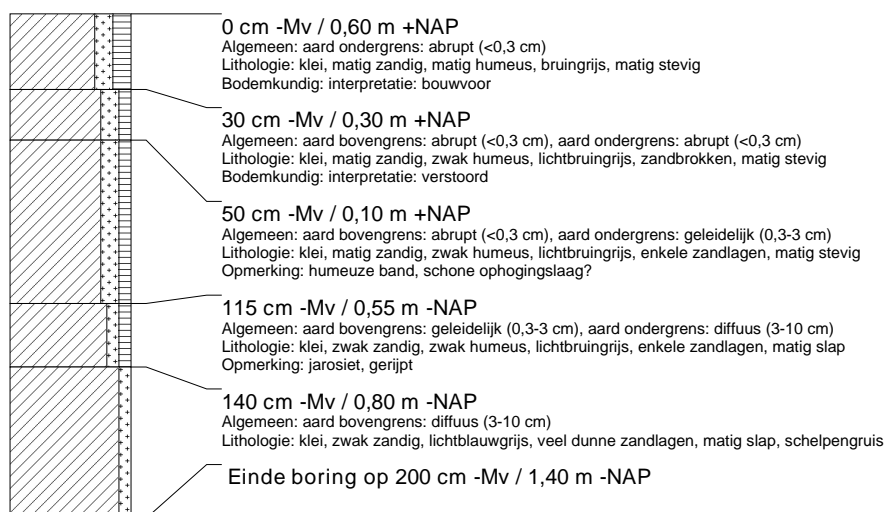 0 cm -Mv / 0,60 m +NAP
Algemeen: aard ondergrens: abrupt (<0,3 cm)
Lithologie: klei, matig zandig, matig humeus, bruingrijs, matig stevig
Bodemkundig: interpretatie: bouwvoor
30 cm -Mv / 0,30 m +NAP
Algemeen: aard bovengrens: abrupt (<0,3 cm), aard ondergrens: abrupt (<0,3 cm)
Lithologie: klei, matig zandig, zwak humeus, lichtbruingrijs, zandbrokken, matig stevig
Bodemkundig: interpretatie: verstoord
50 cm -Mv / 0,10 m +NAP
Algemeen: aard bovengrens: abrupt (<0,3 cm), aard ondergrens: geleidelijk (0,3-3 cm)
Lithologie: klei, matig zandig, zwak humeus, lichtbruingrijs, enkele zandlagen, matig stevig
Opmerking: humeuze band, schone ophogingslaag?
115 cm -Mv / 0,55 m -NAP
Algemeen: aard bovengrens: geleidelijk (0,3-3 cm), aard ondergrens: diffuus (3-10 cm)
Lithologie: klei, zwak zandig, zwak humeus, lichtbruingrijs, enkele zandlagen, matig slap
Opmerking: jarosiet, gerijpt
140 cm -Mv / 0,80 m -NAP
Algemeen: aard bovengrens: diffuus (3-10 cm)
Lithologie: klei, zwak zandig, lichtblauwgrijs, veel dunne zandlagen, matig slap, schelpengruis
Einde boring op 200 cm -Mv / 1,40 m -NAP